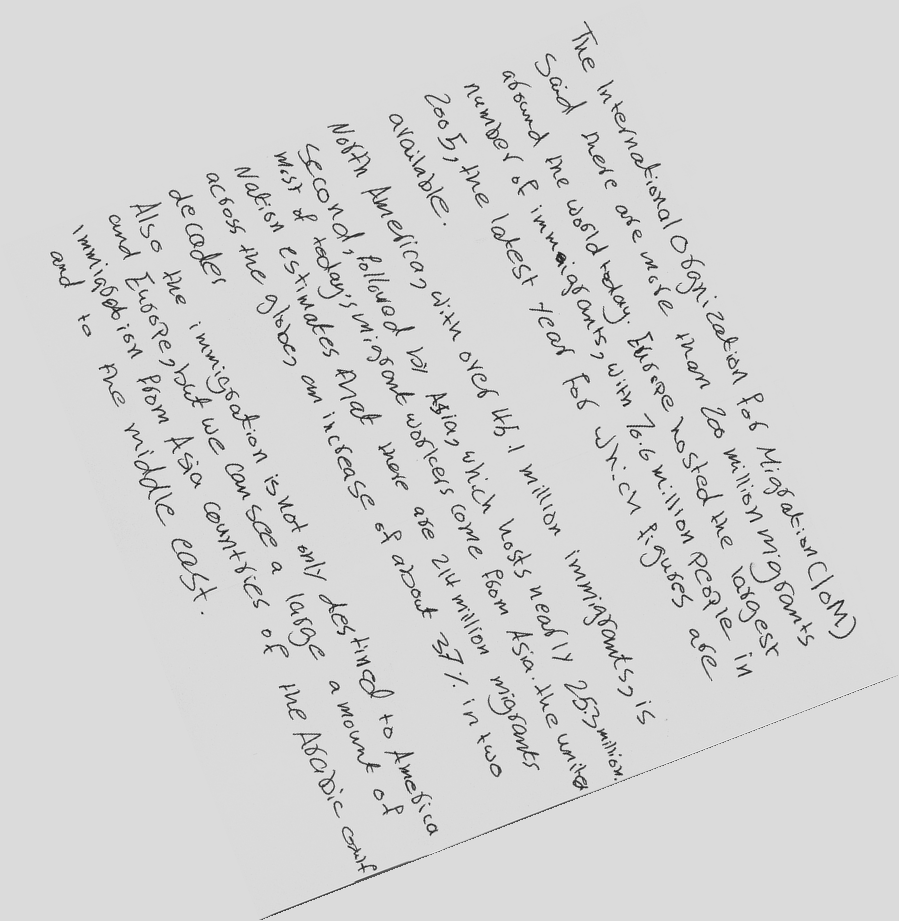 The International Organization for Migration (IOM)
Said there are more than 200 million migrants
around the world today. Europe hosted the largest
number of immigrants, with 70.6 million people in
2005, the latest year for which figures are
available.
North America, with over 45.1 million immigrants, is
Second, followed by Asia, which hosts nearly 25.3 million.
most of today's migrant workers come from Asia. the united
Nation estimates that there are 214 million migrants
across the globe, an increase of about 37% in two
decades
Also the immigration is not only destined to America
and Europe, but we can see a large amount of
immigration from Asia countries of the Arabic Gulf
and to the middle east.